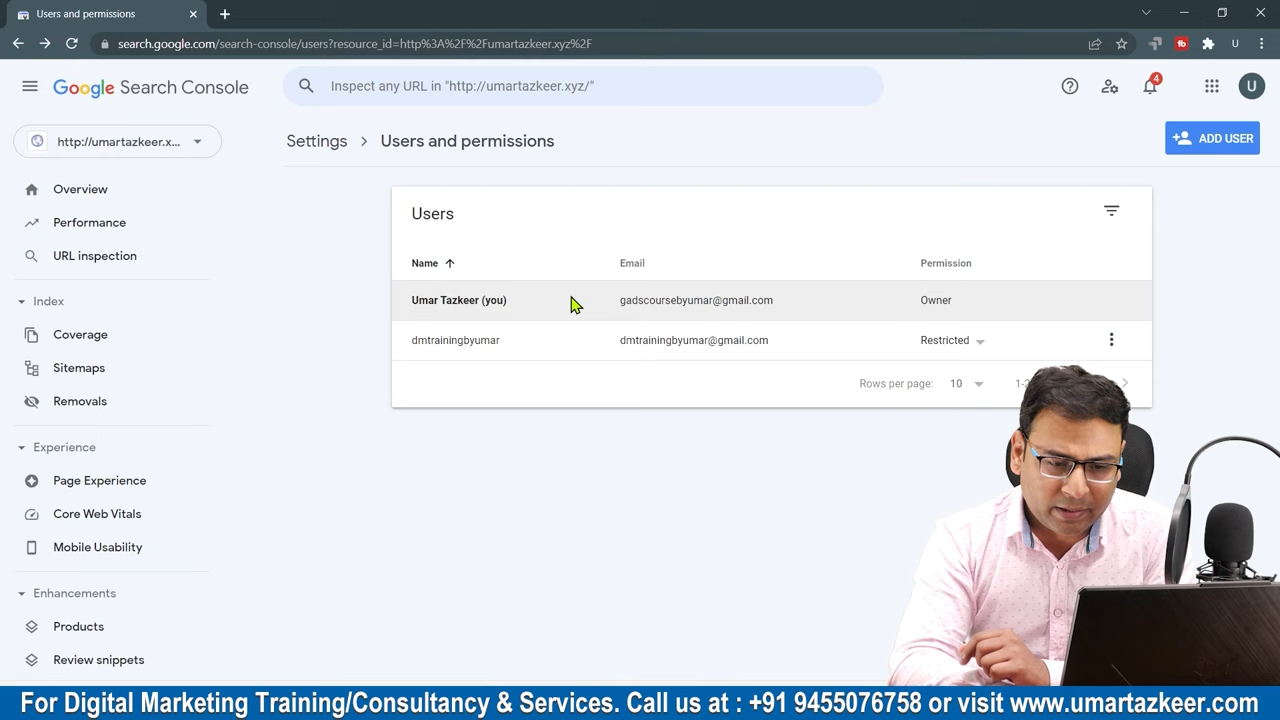 Users and permissions
search.google.com/search-console/users?resource_id=http%3A%2F%2Fumartazkeer.xyz%2F
U
Google Search Console
Inspect any URL in "http://umartazkeer.xyz/"
4
U
http://umartazkeer.x...
Settings > Users and permissions
ADD USER
Overview
Performance
URL inspection
Index
Coverage
Sitemaps
Removals
Experience
Page Experience
Core Web Vitals
Mobile Usability
Enhancements
Products
Review snippets
Users
Name Email Permission
Umar Tazkeer (you) gadscoursebyumar@gmail.com Owner
dmtrainingbyumar dmtrainingbyumar@gmail.com Restricted
Rows per page: 10
For Digital Marketing Training/Consultancy & Services. Call us at : +91 9455076758 or visit www.umartazkeer.com